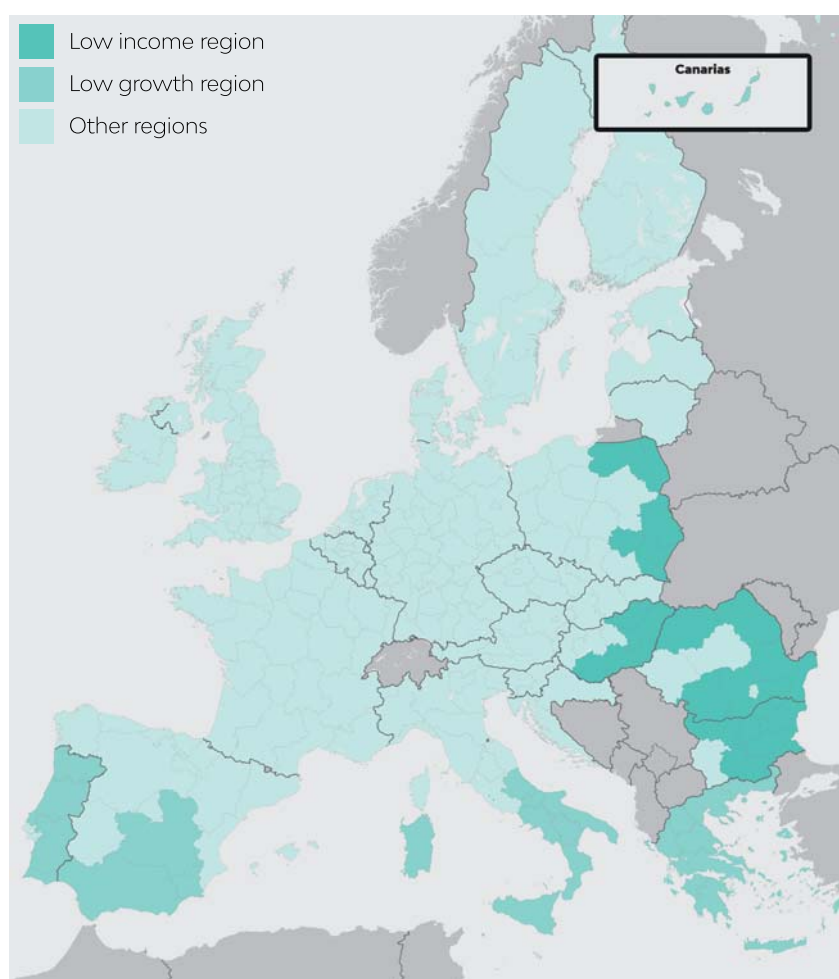 Low income region
Low growth region
Other regions
Canarias